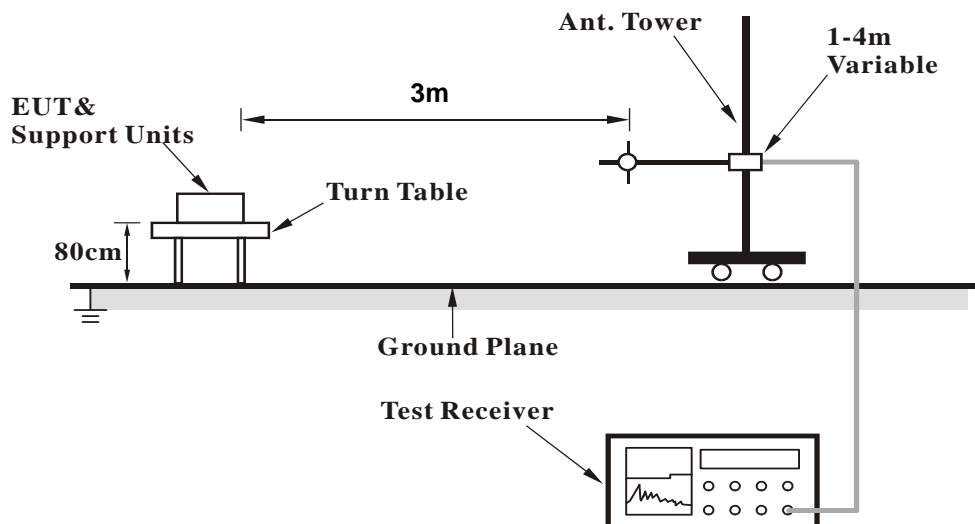 Ant. Tower
1-4m
Variable
3m
EUT&
Support Units
Turn Table
80cm
Ground Plane
Test Receiver